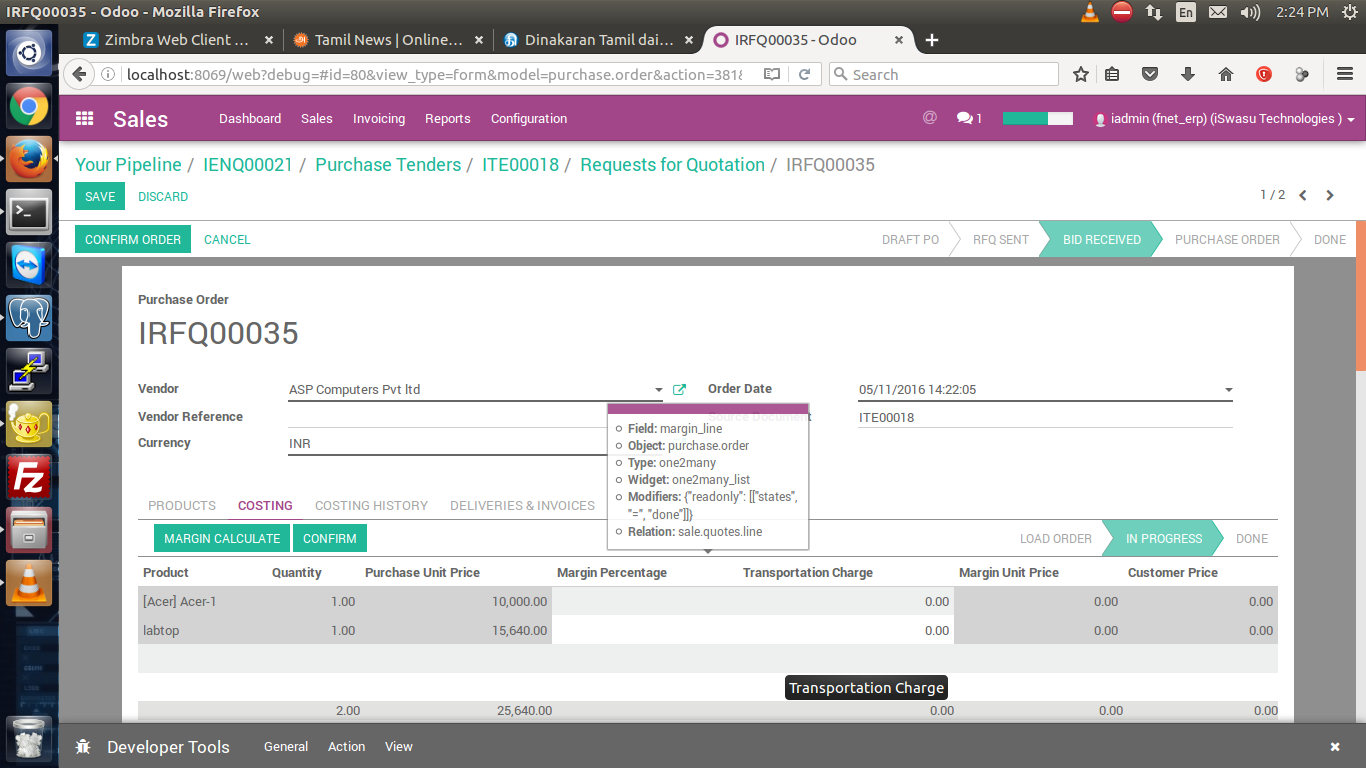 IRFQ00035 - Odoo - Mozilla Firefox
En
2:24 PM
Zimbra Web Client ...
Tamil News | Online...
Dinakaran Tamil dai...
IRFQ00035 - Odoo
localhost:8069/web?debug=#id=80&view_type=form&model=purchase.order&action=381&
Search
Sales
Dashboard
Sales
Invoicing
Reports
Configuration
@
1
iadmin (fnet_erp) (iSwasu Technologies )
Your Pipeline / IENQ00021 / Purchase Tenders / ITE00018 / Requests for Quotation / IRFQ00035
SAVE
DISCARD
1 / 2
CONFIRM ORDER
CANCEL
DRAFT PO
RFQ SENT
BID RECEIVED
PURCHASE ORDER
DONE
Purchase Order
IRFQ00035
Vendor
ASP Computers Pvt ltd
Order Date
05/11/2016 14:22:05
Vendor Reference
Source Document
ITE00018
Currency
INR
Field: margin_line
Object: purchase.order
Type: one2many
Widget: one2many_list
Modifiers: {"readonly": [["states",
"=", "done"]]}
Relation: sale.quotes.line
PRODUCTS
COSTING
COSTING HISTORY
DELIVERIES & INVOICES
MARGIN CALCULATE
CONFIRM
LOAD ORDER
IN PROGRESS
DONE
Product
Quantity
Purchase Unit Price
Margin Percentage
Transportation Charge
Margin Unit Price
Customer Price
[Acer] Acer-1
1.00
10,000.00
0.00
0.00
0.00
labtop
1.00
15,640.00
0.00
0.00
0.00
Transportation Charge
2.00
25,640.00
0.00
0.00
0.00
Developer Tools
General
Action
View